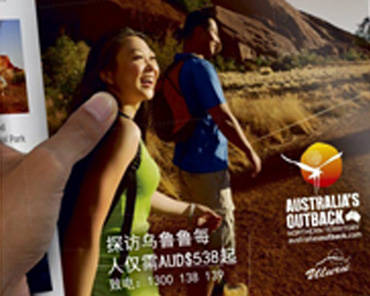 Park
探访乌鲁鲁每
人仅需AUD$538起
致电: 1300 138 139
AUSTRALIA'S
OUTBACK
NORTHERN TERRITORY
australiasoutback.com
Uluru